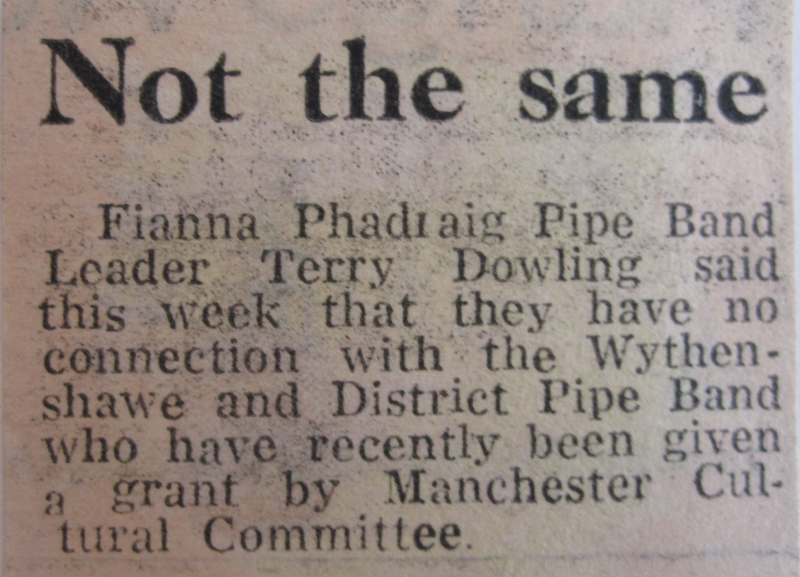 Not the same
Fianna Phadraig Pipe Band
Leader Terry Dowling said
this week that they have no
connection with the Wythen-
shawe and District Pipe Band
who have recently been given
a grant by Manchester Cul-
tural Committee.